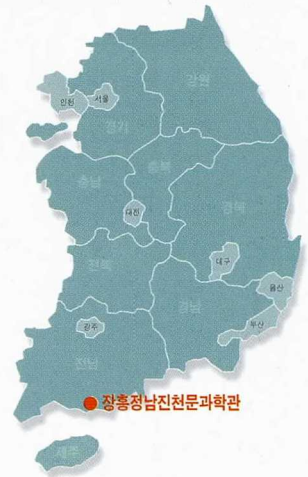 강원
인천
서울
경기
충북
충남
대전
경북
전북
대구
울산
경남
부산
광주
전남
장흥정남진천문과학관
제주